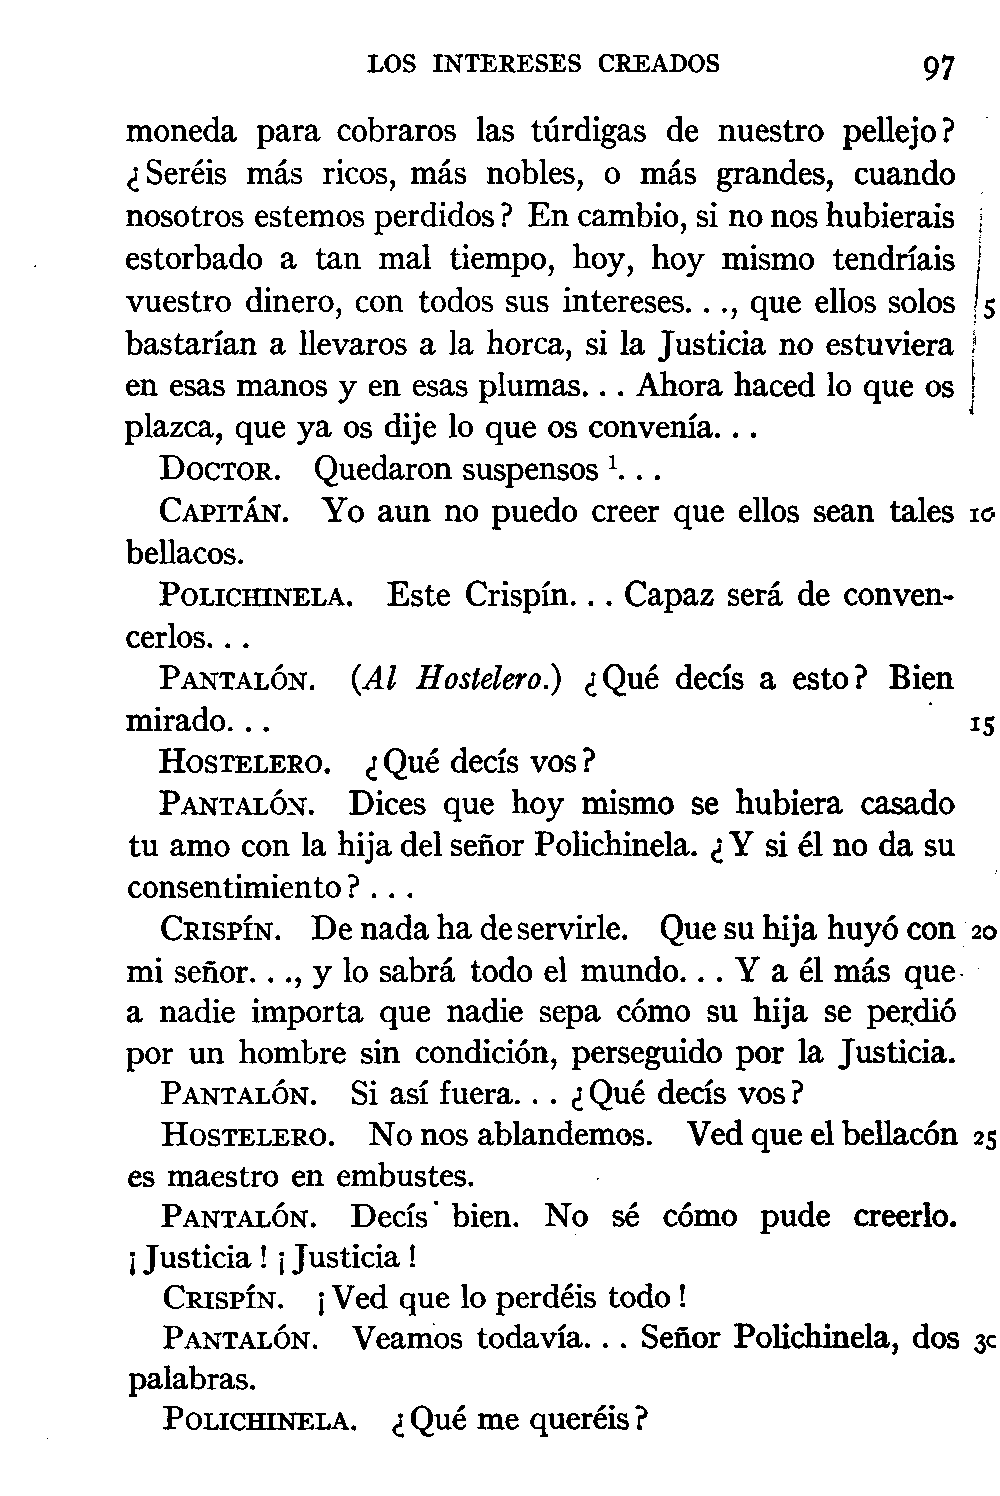 LOS INTERESES CREADOS 97
moneda para cobraros las túrdigas de nuestro pellejo?
¿Seréis más ricos, más nobles, o más grandes, cuando
nosotros estemos perdidos? En cambio, si no nos hubierais
estorbado a tan mal tiempo, hoy, hoy mismo tendríais
vuestro dinero, con todos sus intereses. . ., que ellos solos 5
bastarían a llevaros a la horca, si la Justicia no estuviera
en esas manos y en esas plumas. . . Ahora haced lo que os
plazca, que ya os dije lo que os convenía. . .
DOCTOR. Quedaron suspensos ¹. . .
CAPITÁN. Yo aun no puedo creer que ellos sean tales 10
bellacos.
POLICHINELA. Este Crispín. . . Capaz será de conven-
cerlos. . .
PANTALÓN. (Al Hostelero.) ¿Qué decís a esto? Bien
mirado. . . 15
HOSTELERO. ¿Qué decís vos?
PANTALÓN. Dices que hoy mismo se hubiera casado
tu amo con la hija del señor Polichinela. ¿Y si él no da su
consentimiento? . . .
CRISPÍN. De nada ha de servirle. Que su hija huyó con 20
mi señor. . ., y lo sabrá todo el mundo. . . Y a él más que
a nadie importa que nadie sepa cómo su hija se perdió
por un hombre sin condición, perseguido por la Justicia.
PANTALÓN. Si así fuera. . . ¿Qué decís vos?
HOSTELERO. No nos ablandemos. Ved que el bellacón 25
es maestro en embustes.
PANTALÓN. Decís bien. No sé cómo pude creerlo.
¡Justicia! ¡Justicia!
CRISPÍN. ¡Ved que lo perdéis todo!
PANTALÓN. Veamos todavía. . . Señor Polichinela, dos 30
palabras.
POLICHINELA. ¿Qué me queréis?